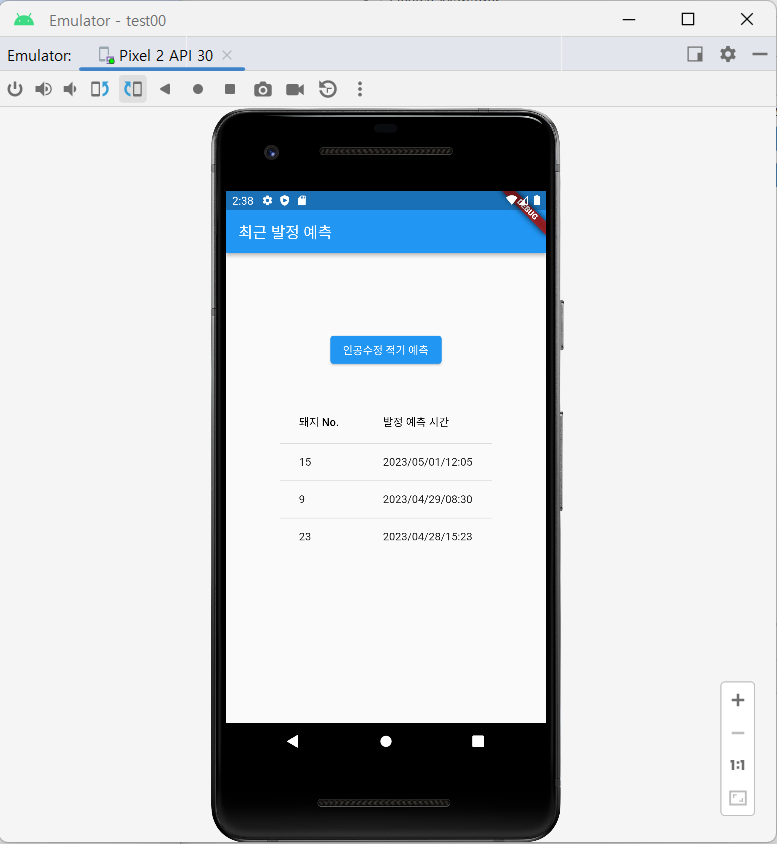 Emulator - test00
Emulator: Pixel 2 API 30
2:38
DEBUG
최근 발정 예측
인공수정 적기 예측
돼지 No. 발정 예측 시간
15 2023/05/01/12:05
9 2023/04/29/08:30
23 2023/04/28/15:23
1:1